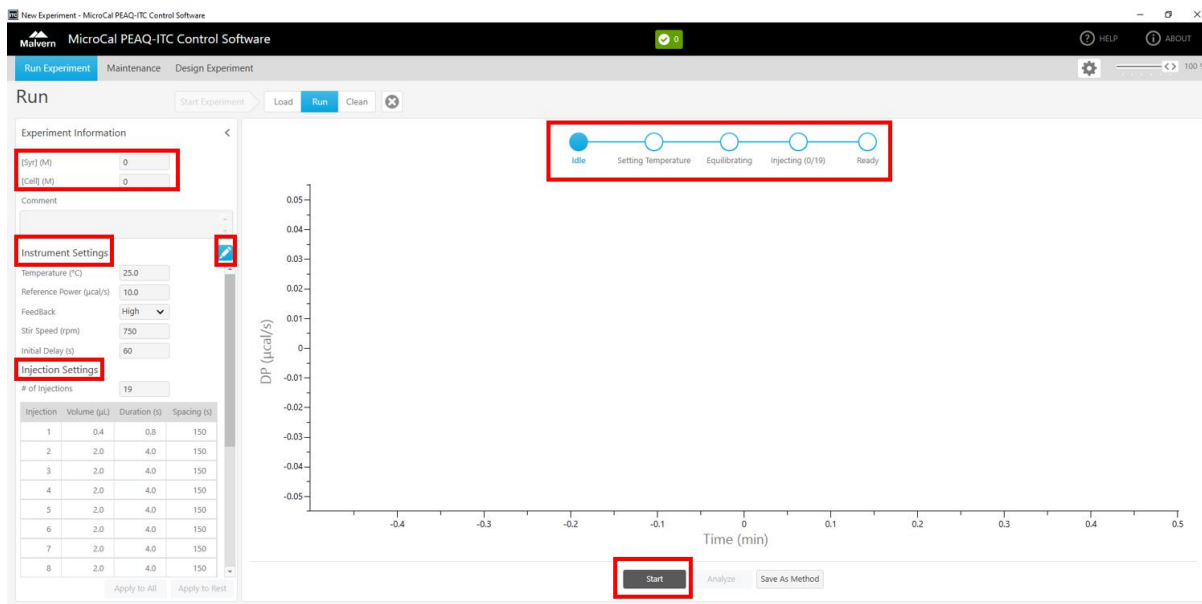 ITC New Experiment - MicroCal PEAQ-ITC Control Software
Malvern MicroCal PEAQ-ITC Control Software 0 HELP ABOUT
Run Experiment Maintenance Design Experiment 100
Run Start Experiment Load Run Clean
Experiment Information
[Syr] (M) 0
[Cell] (M) 0
Comment
Idle Setting Temperature Equilibrating Injecting (0/19) Ready
Instrument Settings
Temperature (°C) 25.0
Reference Power (µcal/s) 10.0
FeedBack High
Stir Speed (rpm) 750
Initial Delay (s) 60
Injection Settings
# of Injections 19
Injection Volume (µL) Duration (s) Spacing (s)
1 0.4 0.8 150
2 2.0 4.0 150
3 2.0 4.0 150
4 2.0 4.0 150
5 2.0 4.0 150
6 2.0 4.0 150
7 2.0 4.0 150
8 2.0 4.0 150
Apply to All Apply to Rest
DP (µcal/s)
0.05
0.04
0.03
0.02
0.01
0
-0.01
-0.02
-0.03
-0.04
-0.05
-0.4 -0.3 -0.2 -0.1 0 0.1 0.2 0.3 0.4 0.5
Time (min)
Start Analyze Save As Method